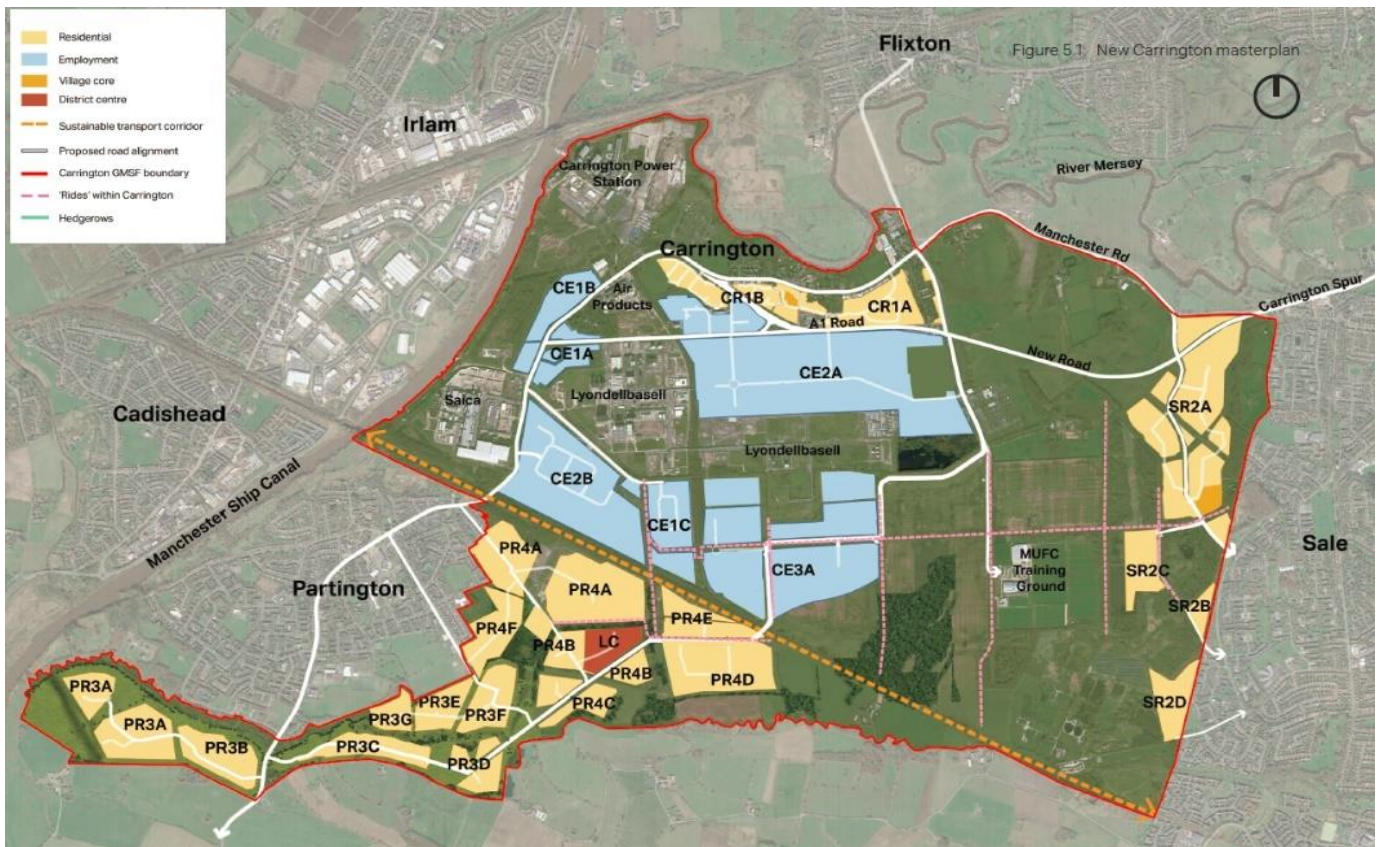 Residential
Employment
Village core
District centre
Sustainable transport corridor
Proposed road alignment
Carrington GMSF boundary
'Rides' within Carrington
Hedgerows
Figure 5.1 New Carrington masterplan
Flixton
Irlam
Carrington Power
Station
River Mersey
Manchester Rd
Carrington
Carrington Spur
CE1B
Air
Products
CR1B
CR1A
A1 Road
New Road
CE1A
CE2A
Saica
Lyondellbasell
SR2A
Cadishead
Lyondellbasell
CE2B
Manchester Ship Canal
CE1C
Sale
PR4A
MUFC
Training
Ground
SR2C
CE3A
Partington
PR4A
SR2B
PR4E
PR4F
PR4B
LC
PR4B
PR4D
PR3A
PR3E
PR4C
SR2D
PR3G
PR3F
PR3A
PR3B
PR3C
PR3D